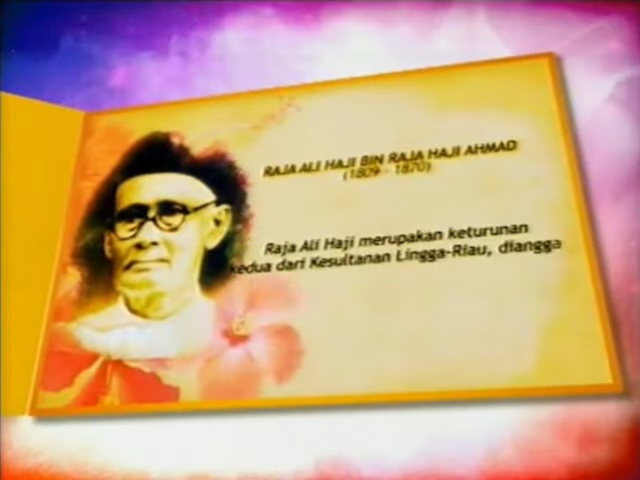 RAJA ALI HAJI BIN RAJA HAJI AHMAD
(1809 - 1870)
Raja Ali Haji merupakan keturunan
kedua dari Kesultanan Lingga-Riau, diangga